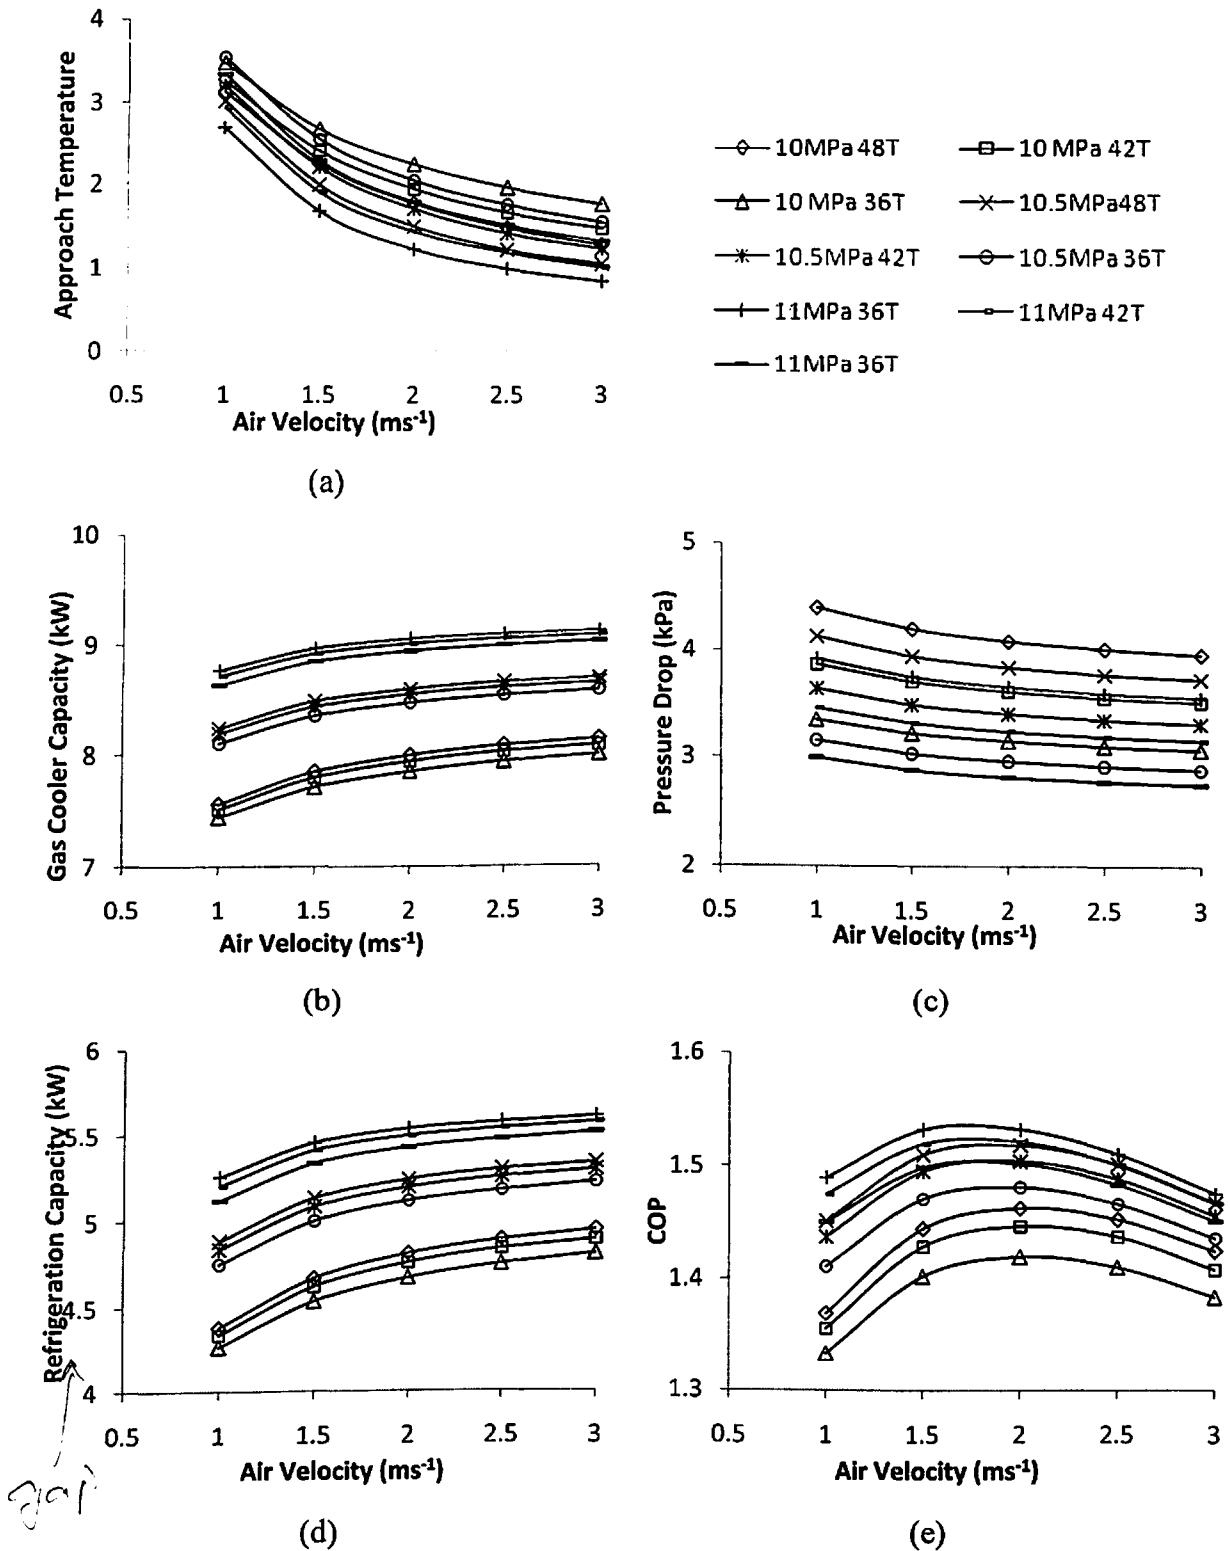 4
3
2
1
0
Approach Temperature
0.5 1 1.5 2 2.5 3
Air Velocity (ms-1)
(a)
10MPa 48T 10 MPa 42T
10 MPa 36T 10.5MPa48T
10.5MPa 42T 10.5MPa 36T
11MPa 36T 11MPa 42T
11MPa 36T
10
9
8
7
Gas Cooler Capacity (kW)
0.5 1 1.5 2 2.5 3
Air Velocity (ms-1)
(b)
5
4
3
2
Pressure Drop (kPa)
0.5 1 1.5 2 2.5 3
Air Velocity (ms-1)
(c)
6
5.5
5
4.5
4
Refrigeration Capacity (kW)
0.5 1 1.5 2 2.5 3
Air Velocity (ms-1)
(d)
gap
1.6
1.5
1.4
1.3
COP
0.5 1 1.5 2 2.5 3
Air Velocity (ms-1)
(e)